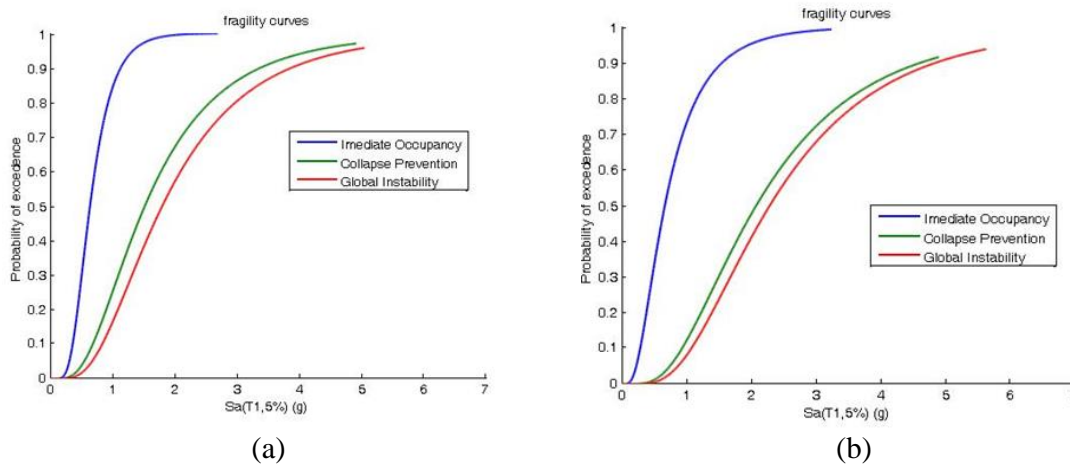 fragility curves
1
0.9
0.8
0.7
0.6
0.5
0.4
0.3
0.2
0.1
0
Probability of excedence
Imediate Occupancy
Collapse Prevention
Global Instability
0 1 2 3 4 5 6 7
Sa(T1,5%) (g)
(a)
fragility curves
1
0.9
0.8
0.7
0.6
0.5
0.4
0.3
0.2
0.1
0
Probability of excedence
Imediate Occupancy
Collapse Prevention
Global Instability
0 1 2 3 4 5 6 7
Sa(T1,5%) (g)
(b)